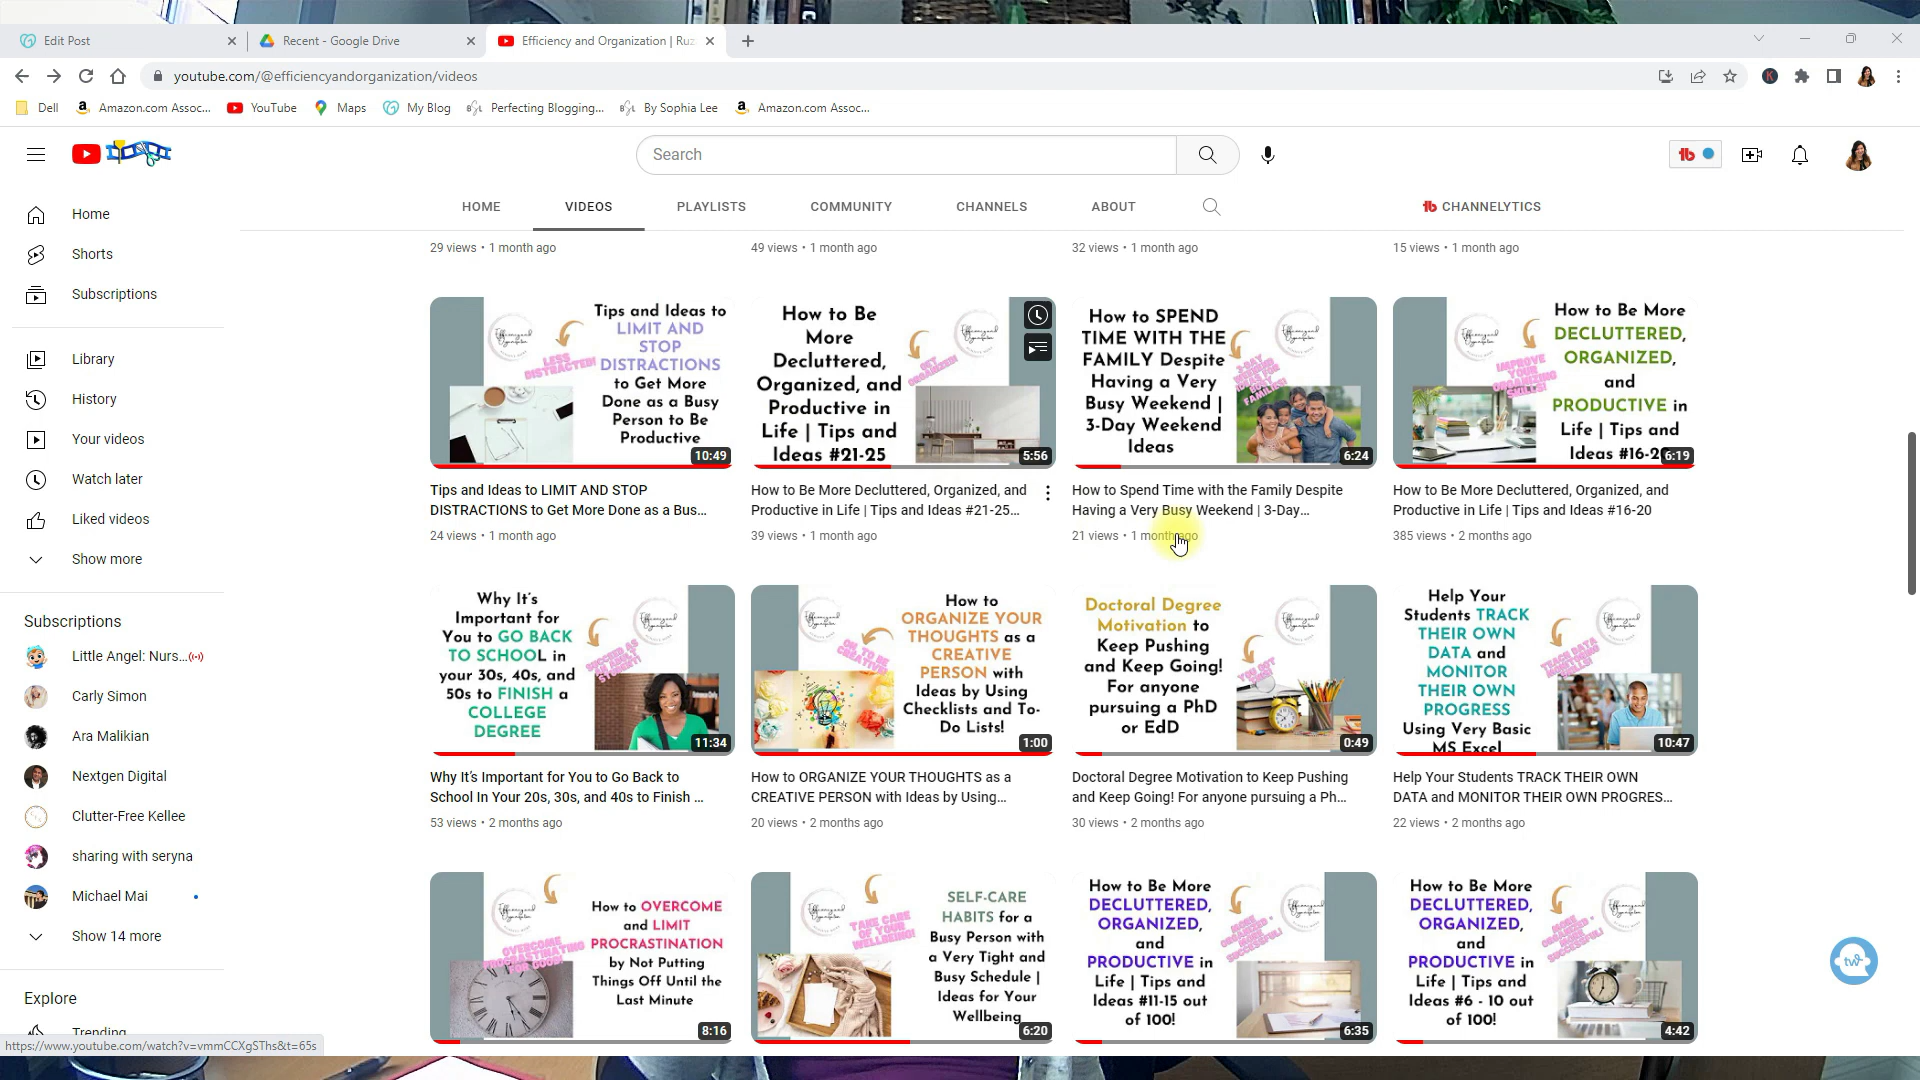 Edit Post
Recent - Google Drive
Efficiency and Organization | Ruz
youtube.com/@efficiencyandorganization/videos
Dell
Amazon.com Assoc...
YouTube
Maps
My Blog
Perfecting Blogging...
By Sophia Lee
Amazon.com Assoc...
Search
HOME
VIDEOS
PLAYLISTS
COMMUNITY
CHANNELS
ABOUT
CHANNELYTICS
Home
Shorts
Subscriptions
Library
History
Your videos
Watch later
Liked videos
Show more
Subscriptions
Little Angel: Nurs...
Carly Simon
Ara Malikian
Nextgen Digital
Clutter-Free Kellee
sharing with seryna
Michael Mai
Show 14 more
Explore
Trending
29 views • 1 month ago
49 views • 1 month ago
32 views • 1 month ago
15 views • 1 month ago
Tips and Ideas to
LIMIT AND
STOP
DISTRACTIONS
to Get More
Done as a Busy
Person to Be
Productive
LESS
DISTRACTED!
10:49
Tips and Ideas to LIMIT AND STOP
DISTRACTIONS to Get More Done as a Bus...
24 views • 1 month ago
How to Be
More
Decluttered,
Organized, and
Productive in
Life | Tips and
Ideas #21-25
GET
ORGANIZED!
5:56
How to Be More Decluttered, Organized, and
Productive in Life | Tips and Ideas #21-25...
39 views • 1 month ago
How to SPEND
TIME WITH THE
FAMILY Despite
Having a Very
Busy Weekend |
3-Day Weekend
Ideas
6:24
How to Spend Time with the Family Despite
Having a Very Busy Weekend | 3-Day...
21 views • 1 month ago
How to Be More
DECLUTTERED,
ORGANIZED,
and
PRODUCTIVE in
Life | Tips and
Ideas #16-2
IMPROVE
YOUR
ORGANIZING
SKILLS!
6:19
How to Be More Decluttered, Organized, and
Productive in Life | Tips and Ideas #16-20
385 views • 2 months ago
Why It's
Important for
You to GO BACK
TO SCHOOL in
your 30s, 40s, and
50s to FINISH a
COLLEGE
DEGREE
11:34
Why It's Important for You to Go Back to
School In Your 20s, 30s, and 40s to Finish ...
53 views • 2 months ago
How to
ORGANIZE YOUR
THOUGHTS as a
CREATIVE
PERSON with
Ideas by Using
Checklists and To-
Do Lists!
1:00
How to ORGANIZE YOUR THOUGHTS as a
CREATIVE PERSON with Ideas by Using...
20 views • 2 months ago
Doctoral Degree
Motivation to
Keep Pushing
and Keep Going!
For anyone
pursuing a PhD
or EdD
YOU GOT
THIS!
0:49
Doctoral Degree Motivation to Keep Pushing
and Keep Going! For anyone pursuing a Ph...
30 views • 2 months ago
Help Your
Students TRACK
THEIR OWN
DATA and
MONITOR
THEIR OWN
PROGRESS
Using Very Basic
MS Excel
10:47
Help Your Students TRACK THEIR OWN
DATA and MONITOR THEIR OWN PROGRES...
22 views • 2 months ago
How to OVERCOME
and LIMIT
PROCRASTINATION
by Not Putting
Things Off Until the
Last Minute
OVERCOME
PROCRASTINATING
FOR GOOD!
8:16
SELF-CARE
HABITS for a
Busy Person with
a Very Tight and
Busy Schedule |
Ideas for Your
Wellbeing
TAKE CARE
OF YOUR
WELLBEING!
6:20
How to Be More
DECLUTTERED,
ORGANIZED,
and
PRODUCTIVE in
Life | Tips and
Ideas #11-15 out
of 100!
6:35
How to Be More
DECLUTTERED,
ORGANIZED,
and
PRODUCTIVE in
Life | Tips and
Ideas #6 - 10 out
of 100!
4:42
https://www.youtube.com/watch?v=vmmCCXgSThs&t=65s